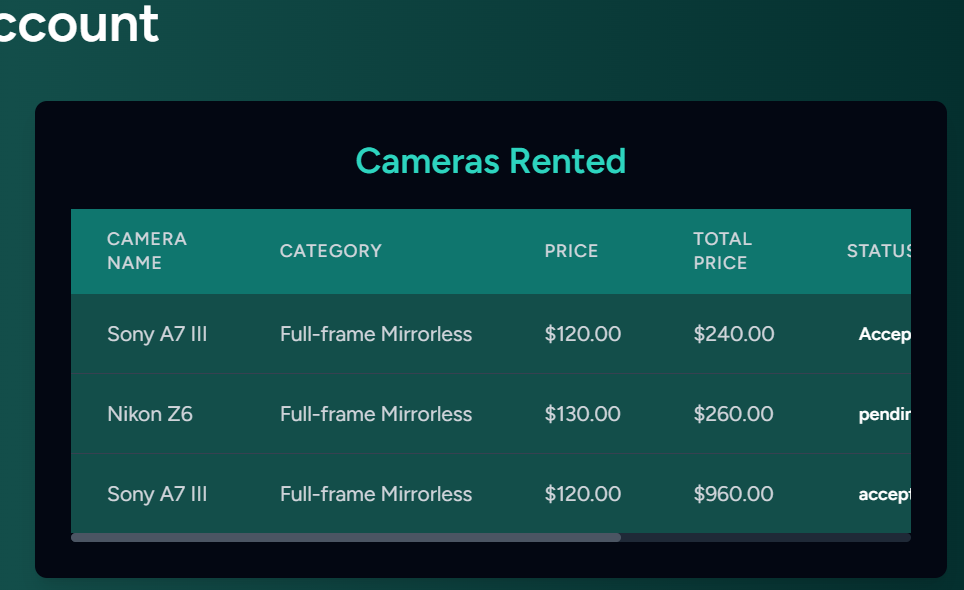 ccount
Cameras Rented
CAMERA NAME CATEGORY PRICE TOTAL PRICE STATUS
Sony A7 III Full-frame Mirrorless $120.00 $240.00 Accep
Nikon Z6 Full-frame Mirrorless $130.00 $260.00 pendin
Sony A7 III Full-frame Mirrorless $120.00 $960.00 accept